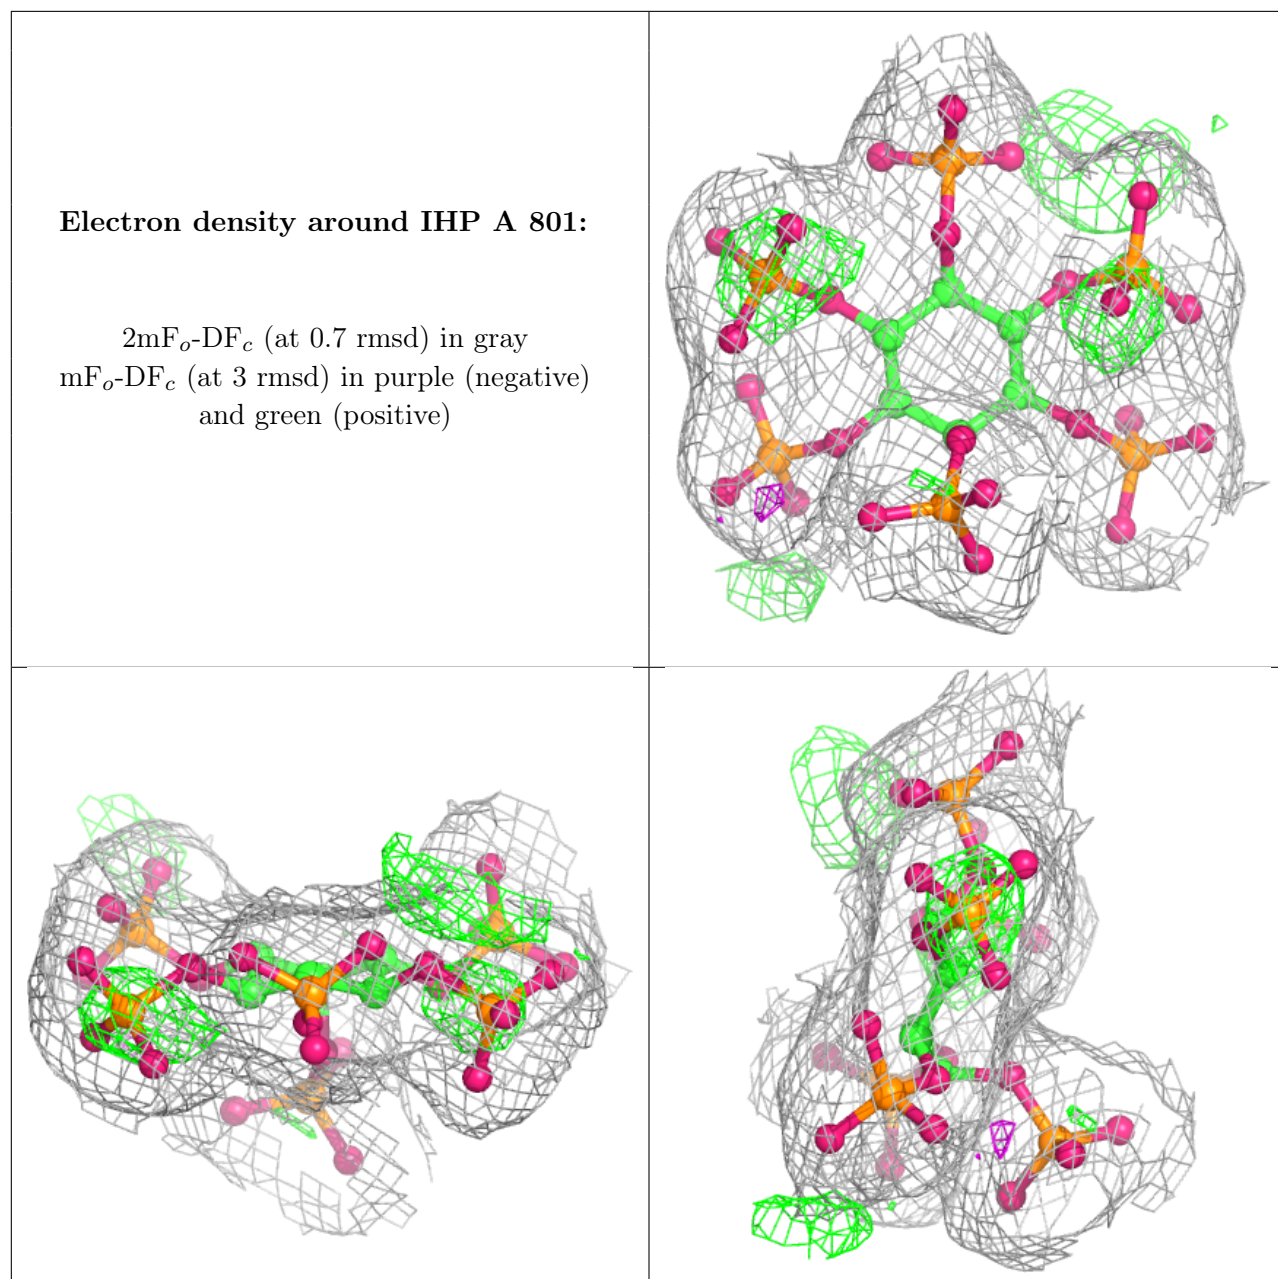 Electron density around IHP A 801:
2mFo-DFc (at 0.7 rmsd) in gray
mFo-DFc (at 3 rmsd) in purple (negative)
and green (positive)